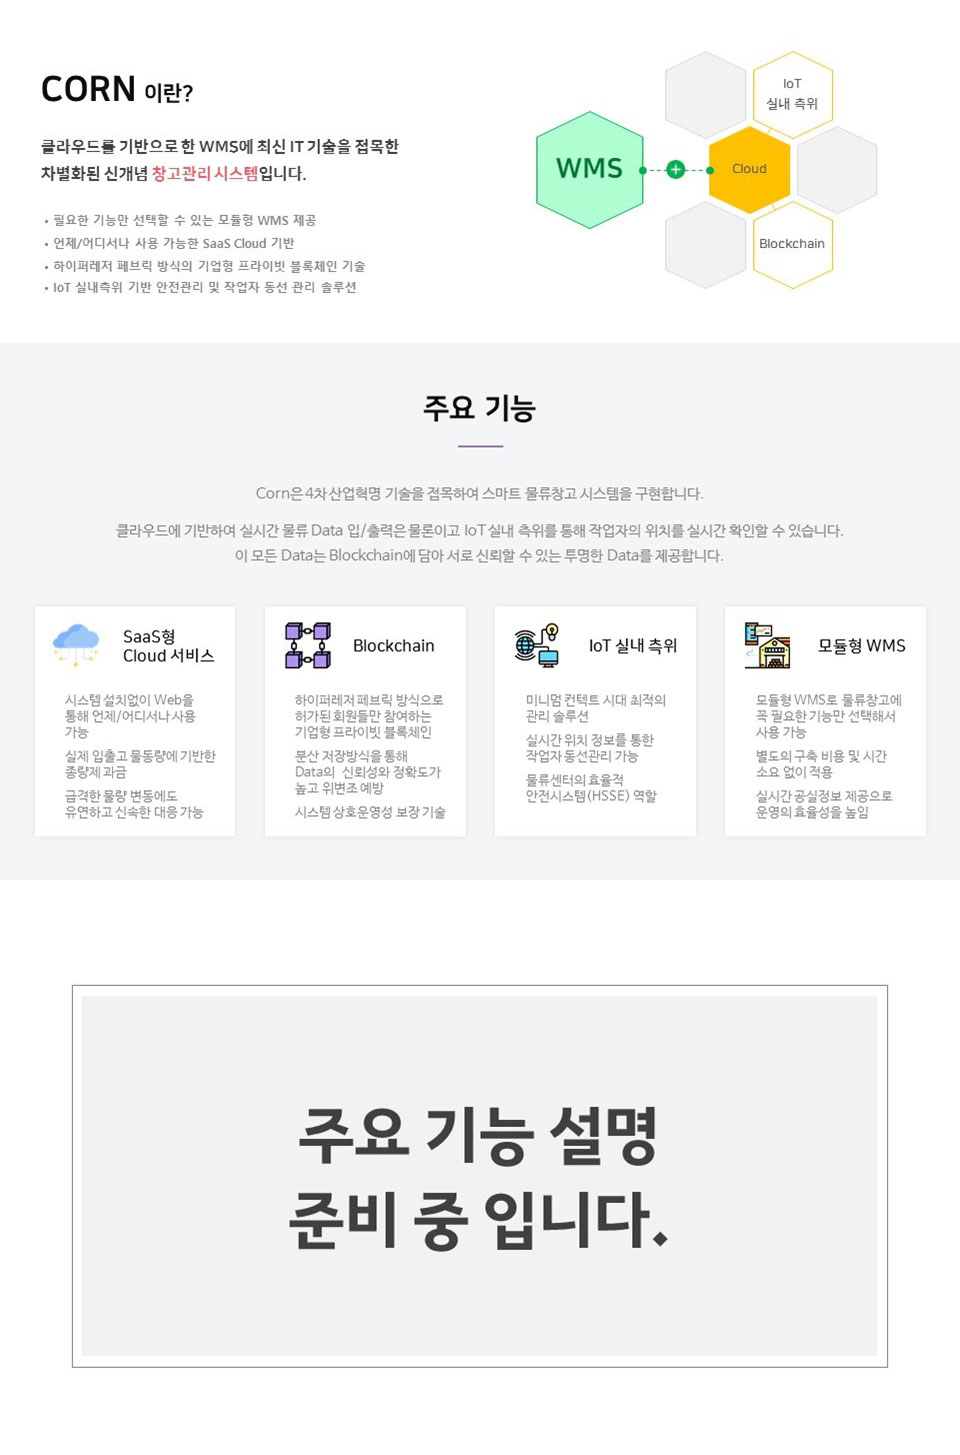 CORN 이란?
클라우드를 기반으로 한 WMS에 최신 IT 기술을 접목한
차별화된 신개념 창고관리 시스템입니다.
• 필요한 기능만 선택할 수 있는 모듈형 WMS 제공
• 언제/어디서나 사용 가능한 SaaS Cloud 기반
• 하이퍼레저 페브릭 방식의 기업형 프라이빗 블록체인 기술
• IoT 실내측위 기반 안전관리 및 작업자 동선 관리 솔루션
IoT
실내 측위
WMS
+
Cloud
Blockchain
주요 기능
Corn은 4차 산업혁명 기술을 접목하여 스마트 물류창고 시스템을 구현합니다.
클라우드에 기반하여 실시간 물류 Data 입/출력은 물론이고 IoT 실내 측위를 통해 작업자의 위치를 실시간 확인할 수 있습니다.
이 모든 Data는 Blockchain에 담아 서로 신뢰할 수 있는 투명한 Data를 제공합니다.
SaaS형
Cloud 서비스
시스템 설치없이 Web을
통해 언제/어디서나 사용
가능
실제 입출고 물동량에 기반한
종량제 과금
급격한 물량 변동에도
유연하고 신속한 대응 가능
Blockchain
하이퍼레저 페브릭 방식으로
허가된 회원들만 참여하는
기업형 프라이빗 블록체인
분산 저장방식을 통해
Data의 신뢰성와 정확도가
높고 위변조 예방
시스템 상호운영성 보장 기술
IoT 실내 측위
미니멈 컨텍트 시대 최적의
관리 솔루션
실시간 위치 정보를 통한
작업자 동선관리 가능
물류센터의 효율적
안전시스템(HSSE) 역할
모듈형 WMS
모듈형 WMS로 물류창고에
꼭 필요한 기능만 선택해서
사용 가능
별도의 구축 비용 및 시간
소요 없이 적용
실시간 공실정보 제공으로
운영의 효율성을 높임
주요 기능 설명
준비 중 입니다.